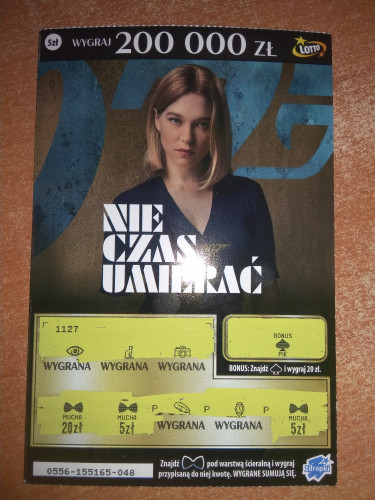 5zł WYGRAJ 200 000 ZŁ LOTTO
007
NIE
CZAS
UMIERAĆ
1127
WYGRANA WYGRANA WYGRANA
BONUS
PIK
BONUS: Znajdź i wygraj 20 zł.
P P
MUCHA MUCHA MUCHA
20zł 5zł WYGRANA WYGRANA 5zł
0556-155165-048
Znajdź pod warstwą ścieralną i wygraj
przypisaną do niej kwotę. WYGRANE SUMUJĄ SIĘ.
Zdrapki